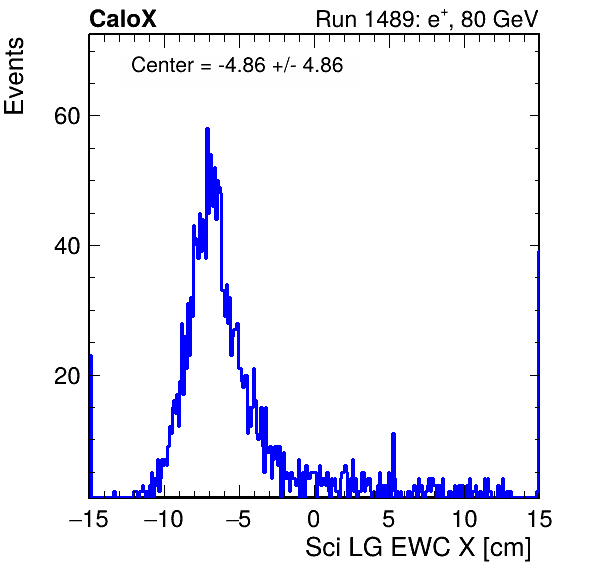 CaloX Run 1489: e⁺, 80 GeV
Center = -4.86 +/- 4.86
Events
60
40
20
−15 −10 −5 0 5 10 15
Sci LG EWC X [cm]